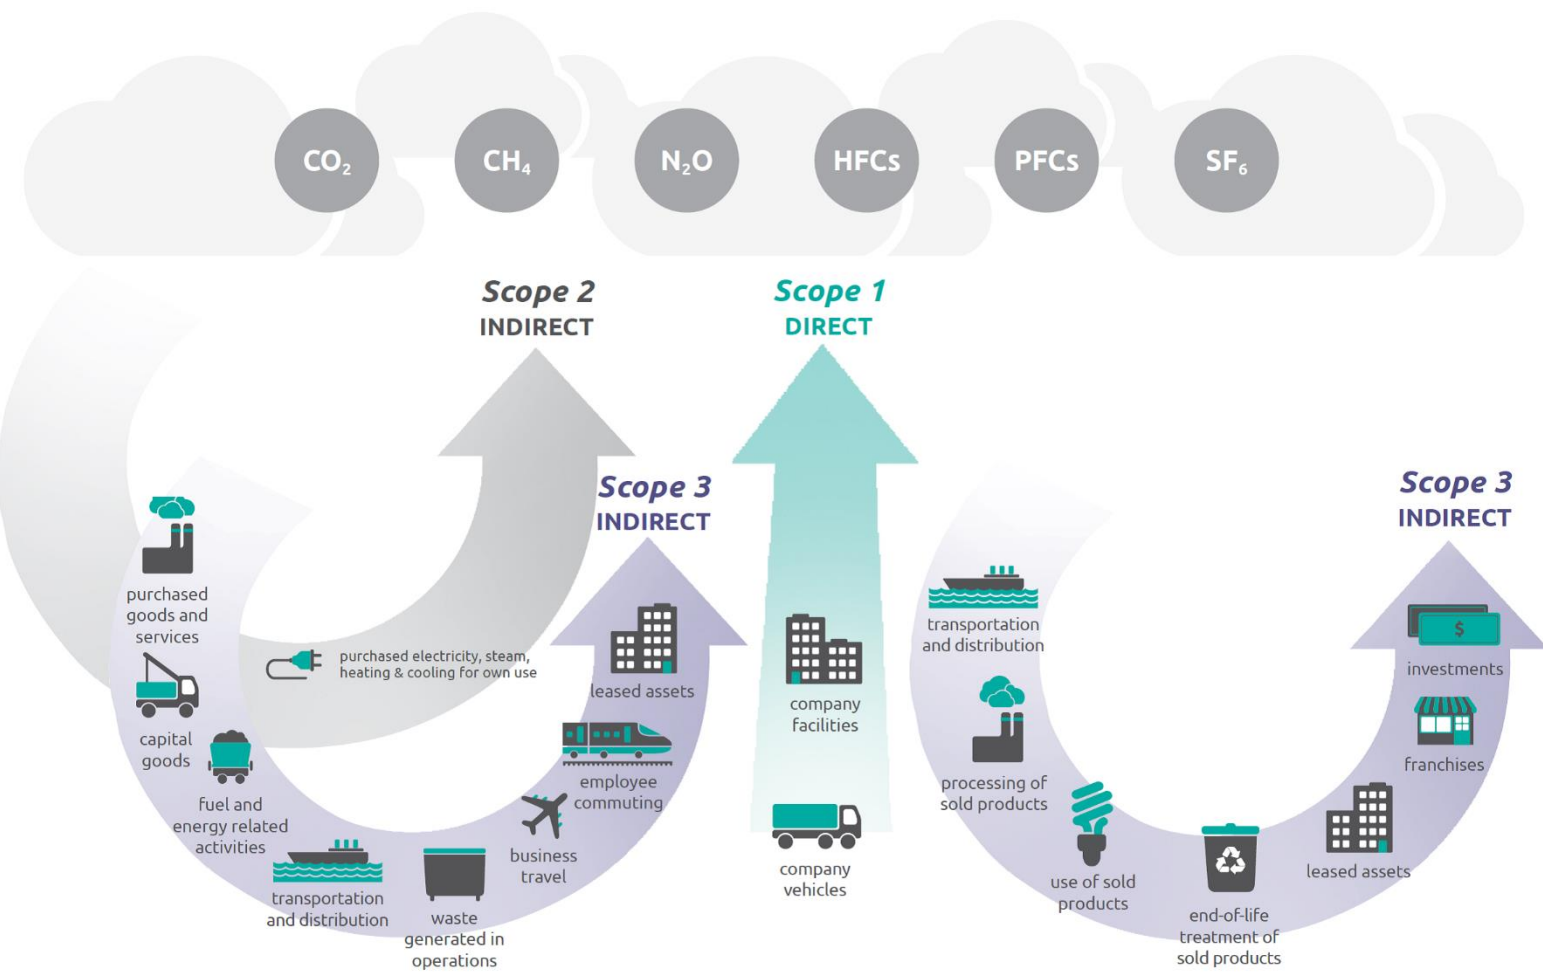 CO₂
CH₄
N₂O
HFCs
PFCs
SF₆
Scope 2
INDIRECT
Scope 1
DIRECT
Scope 3
INDIRECT
Scope 3
INDIRECT
purchased
goods and
services
capital
goods
fuel and
energy related
activities
transportation
and distribution
waste
generated in
operations
business
travel
employee
commuting
leased assets
purchased electricity, steam,
heating & cooling for own use
company
facilities
company
vehicles
transportation
and distribution
processing of
sold products
use of sold
products
end-of-life
treatment of
sold products
leased assets
franchises
$
investments